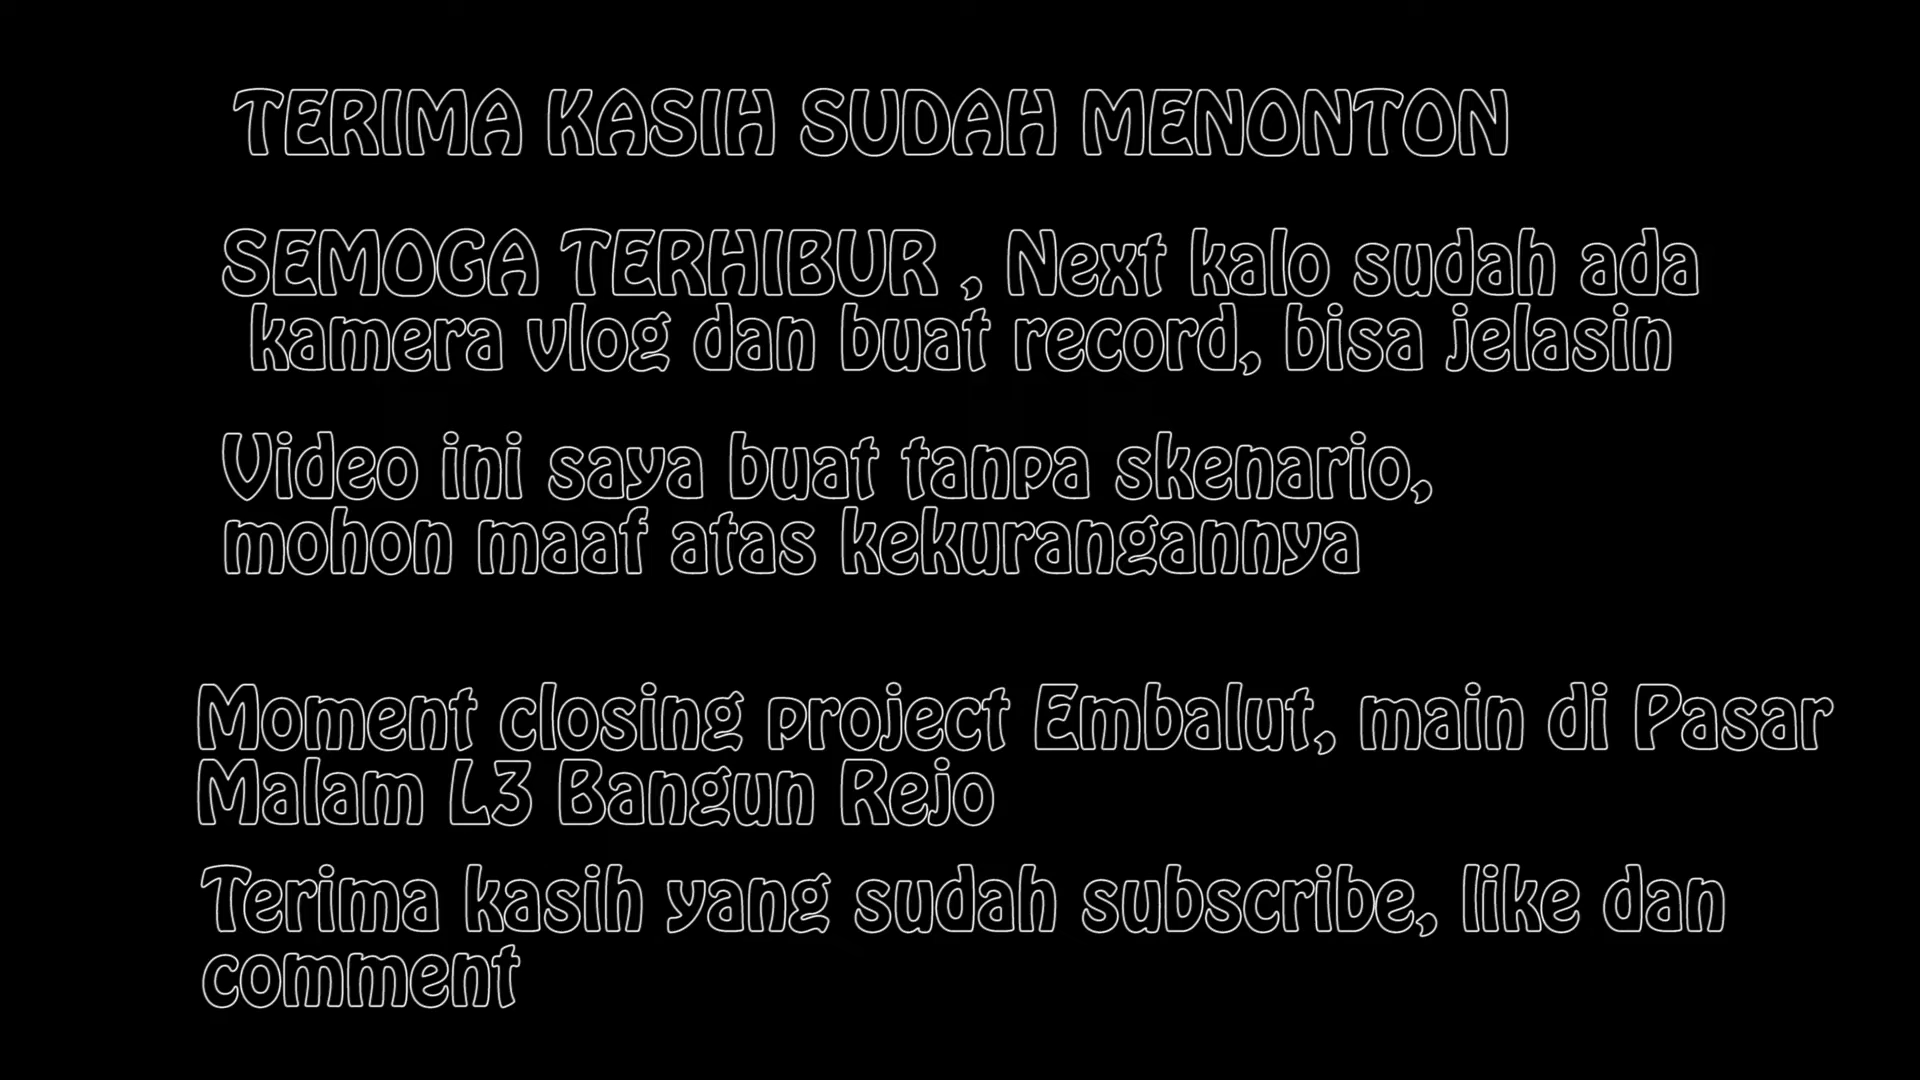 TERIMA KASIH SUDAH MENONTON
SEMOGA TERHIBUR , Next kalo sudah ada
kamera vlog dan buat record, bisa jelasin
Video ini saya buat tanpa skenario,
mohon maaf atas kekurangannya
Moment closing project Embalut, main di Pasar
Malam L3 Bangun Rejo
Terima kasih yang sudah subscribe, like dan
comment